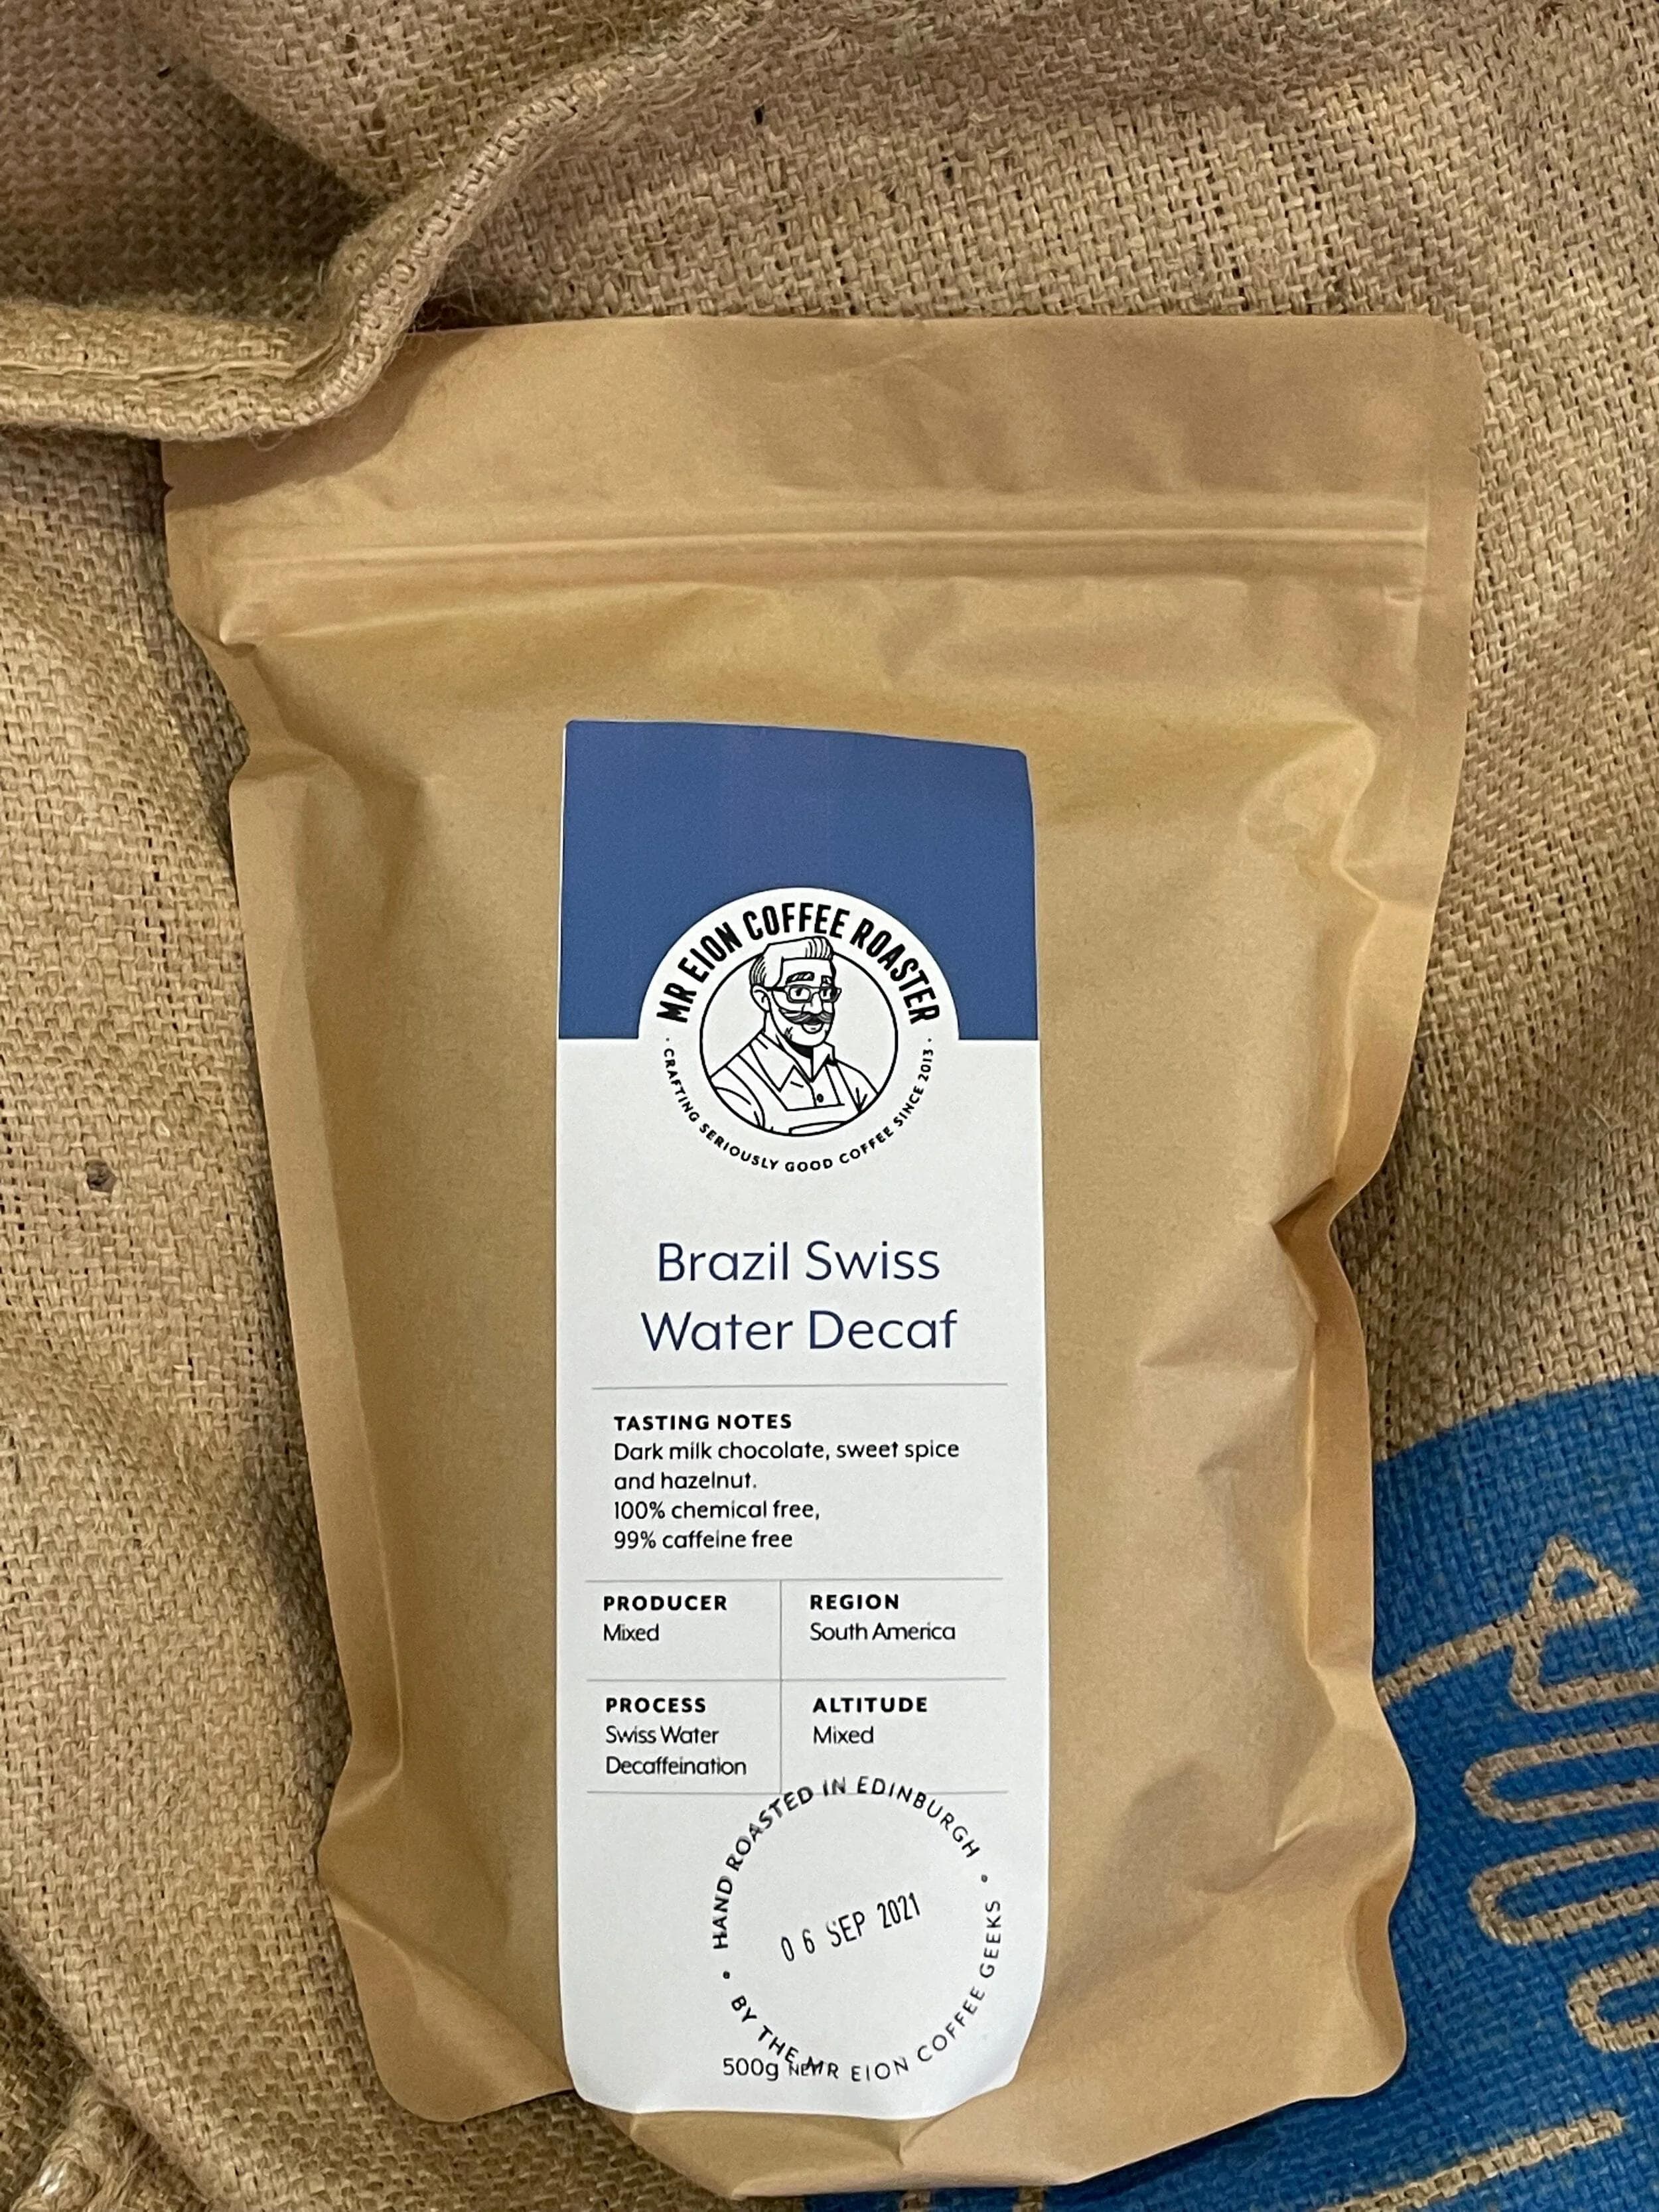 MR EION COFFEE ROASTER
· CRAFTING SERIOUSLY GOOD COFFEE SINCE 2013 ·
Brazil Swiss
Water Decaf
TASTING NOTES
Dark milk chocolate, sweet spice
and hazelnut.
100% chemical free,
99% caffeine free
PRODUCER
Mixed
REGION
South America
PROCESS
Swiss Water
Decaffeination
ALTITUDE
Mixed
HAND ROASTED IN EDINBURGH
06 SEP 2021
• BY THE MR EION COFFEE GEEKS •
500g NET